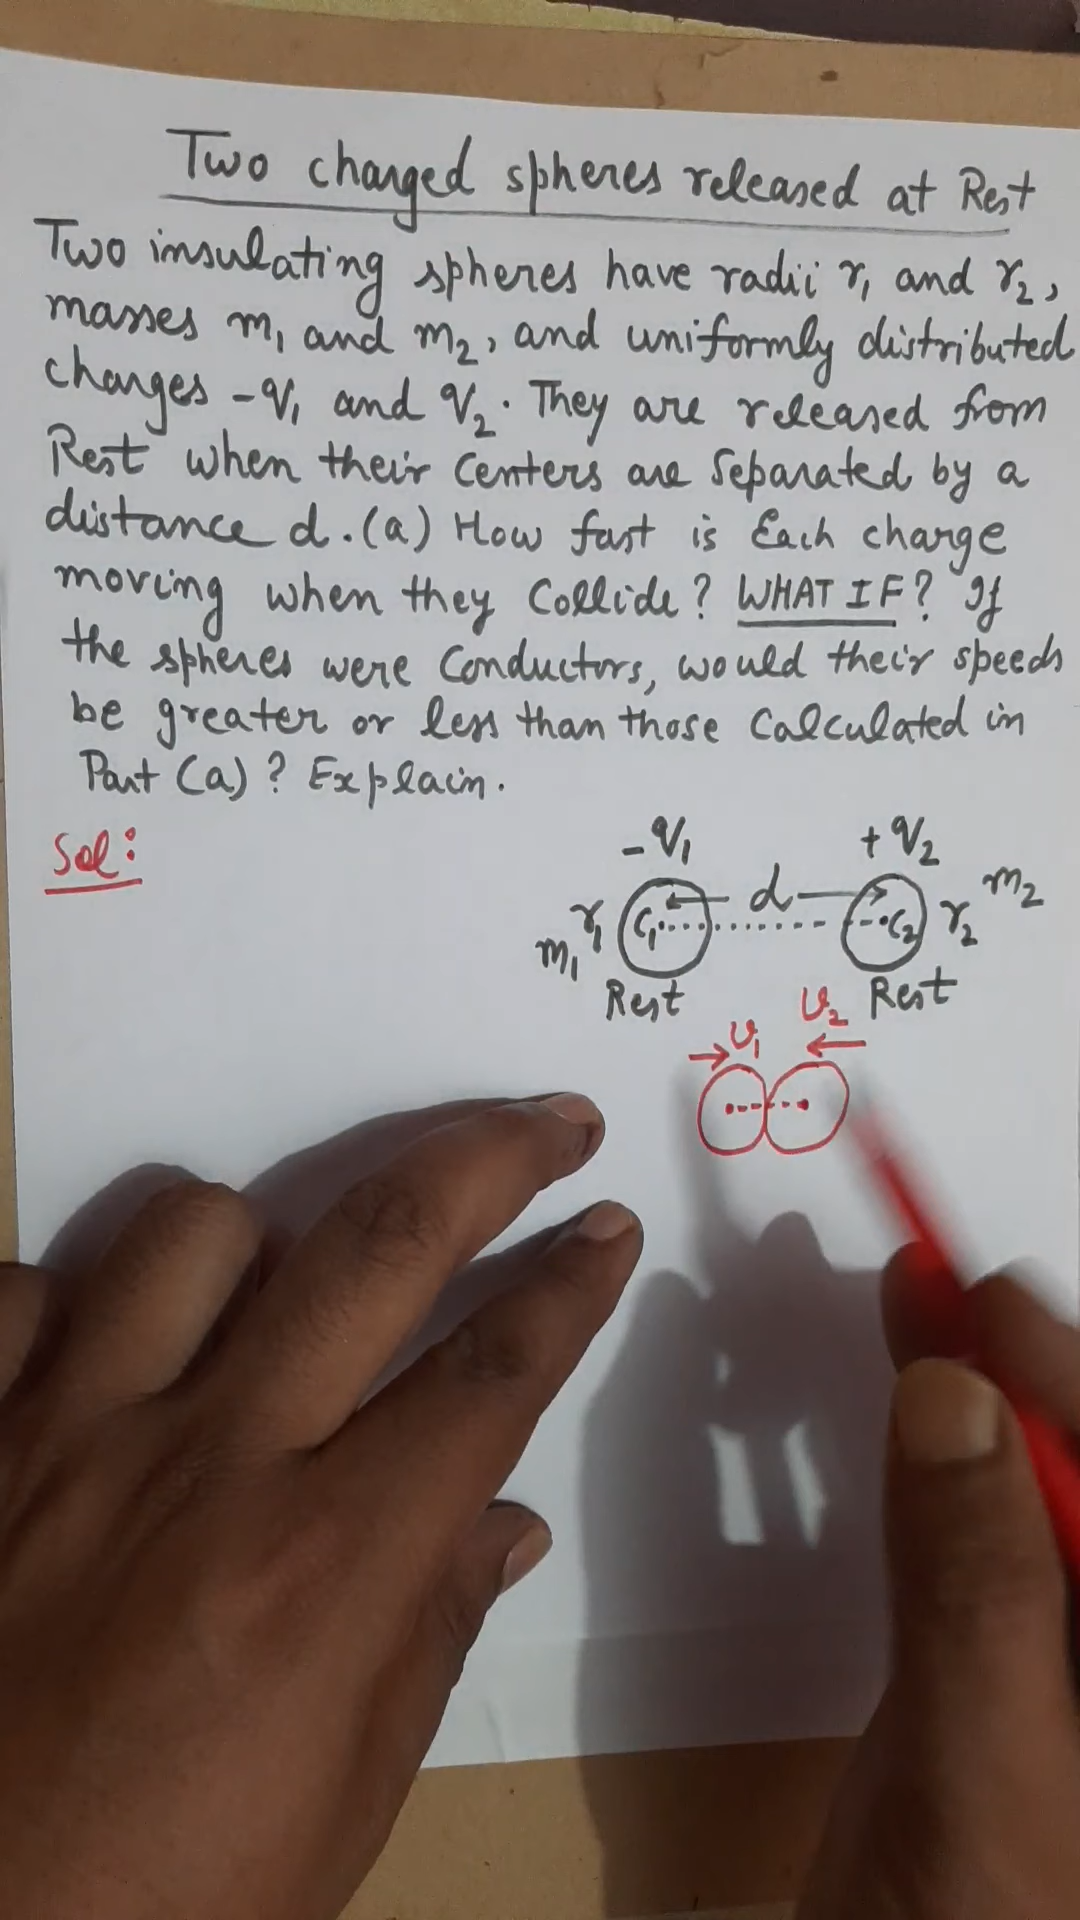 Two charged spheres released at Rest
Two insulating spheres have radii r₁ and r₂,
masses m₁ and m₂, and uniformly distributed
charges -q₁ and q₂. They are released from
Rest when their Centers are Separated by a
distance d. (a) How fast is Each charge
moving when they Collide? WHAT IF? If
the spheres were Conductors, would their speeds
be greater or less than those Calculated in
Part (a)? Explain.
Sol:
-q₁ +q₂
m₁ r₁ C₁ d C₂ r₂ m₂
Rest Rest
v₁ v₂